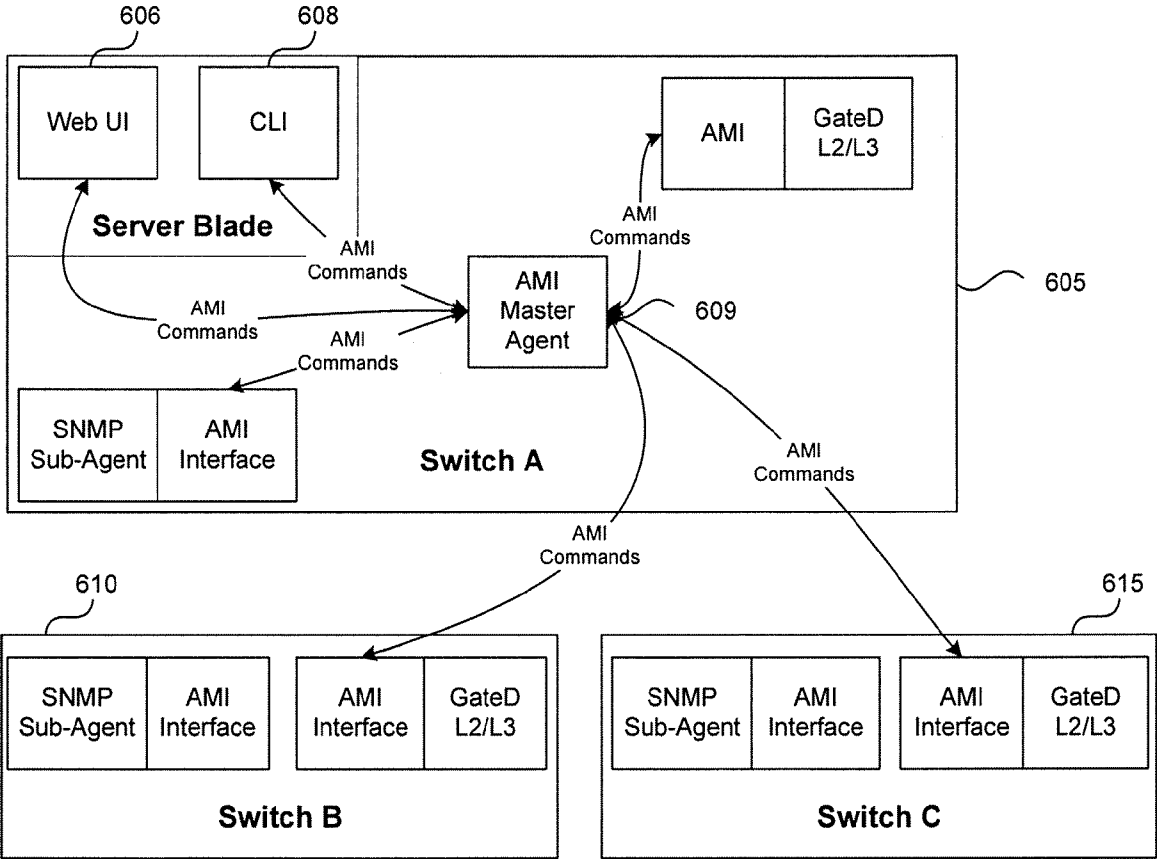 606
608
Web UI
CLI
AMI
GateD
L2/L3
Server Blade
AMI
Commands
AMI
Commands
AMI
Commands
AMI
Commands
AMI
Master
Agent
605
609
SNMP
Sub-Agent
AMI
Interface
Switch A
AMI
Commands
AMI
Commands
610
615
SNMP
Sub-Agent
AMI
Interface
AMI
Interface
GateD
L2/L3
Switch B
SNMP
Sub-Agent
AMI
Interface
AMI
Interface
GateD
L2/L3
Switch C